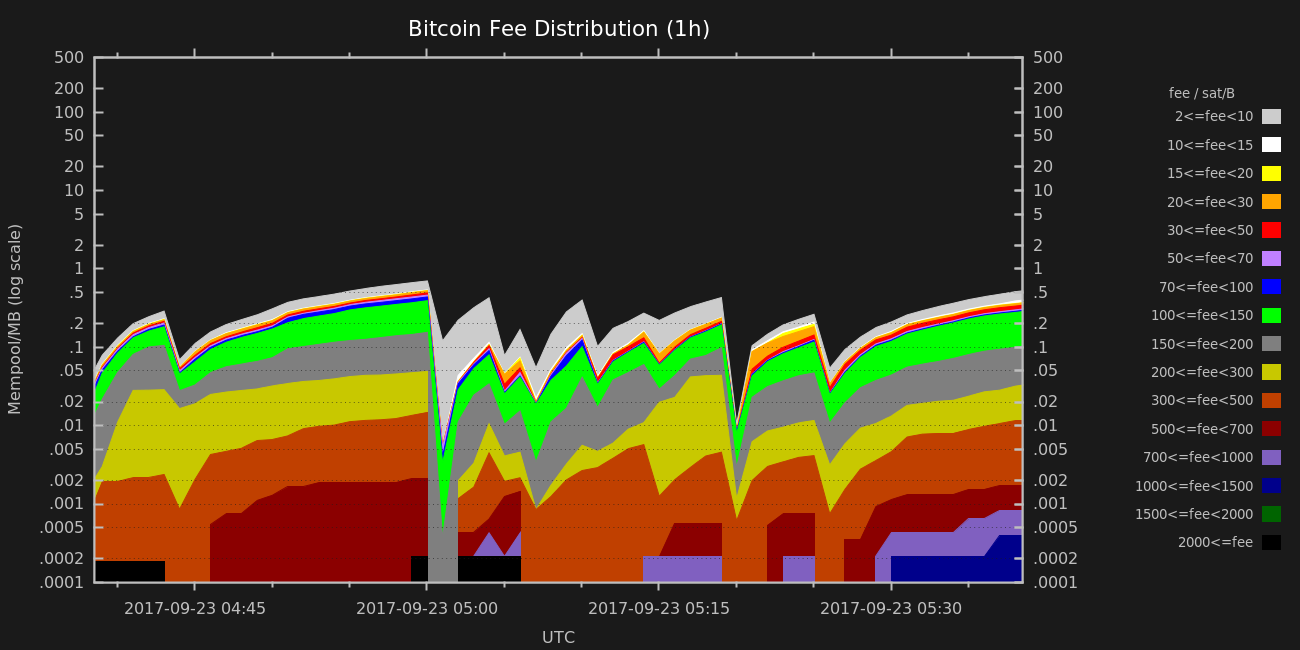 Bitcoin Fee Distribution (1h)
500 500
200 200
100 100
50 50
20 20
10 10
5 5
2 2
1 1
.5 .5
.2 .2
.1 .1
.05 .05
.02 .02
.01 .01
.005 .005
.002 .002
.001 .001
.0005 .0005
.0002 .0002
.0001 .0001
Mempool/MB (log scale)
2017-09-23 04:45 2017-09-23 05:00 2017-09-23 05:15 2017-09-23 05:30
UTC
fee / sat/B
2<=fee<10
10<=fee<15
15<=fee<20
20<=fee<30
30<=fee<50
50<=fee<70
70<=fee<100
100<=fee<150
150<=fee<200
200<=fee<300
300<=fee<500
500<=fee<700
700<=fee<1000
1000<=fee<1500
1500<=fee<2000
2000<=fee